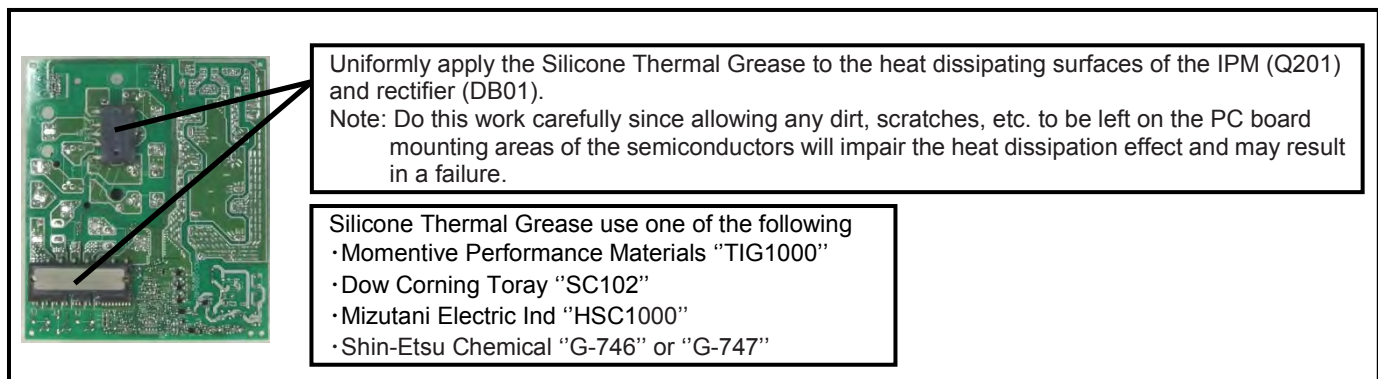 Uniformly apply the Silicone Thermal Grease to the heat dissipating surfaces of the IPM (Q201)
and rectifier (DB01).
Note: Do this work carefully since allowing any dirt, scratches, etc. to be left on the PC board
mounting areas of the semiconductors will impair the heat dissipation effect and may result
in a failure.
Silicone Thermal Grease use one of the following
・Momentive Performance Materials ‘’TIG1000’’
・Dow Corning Toray ‘’SC102’’
・Mizutani Electric Ind ‘’HSC1000’’
・Shin-Etsu Chemical ‘’G-746’’ or ‘’G-747’’